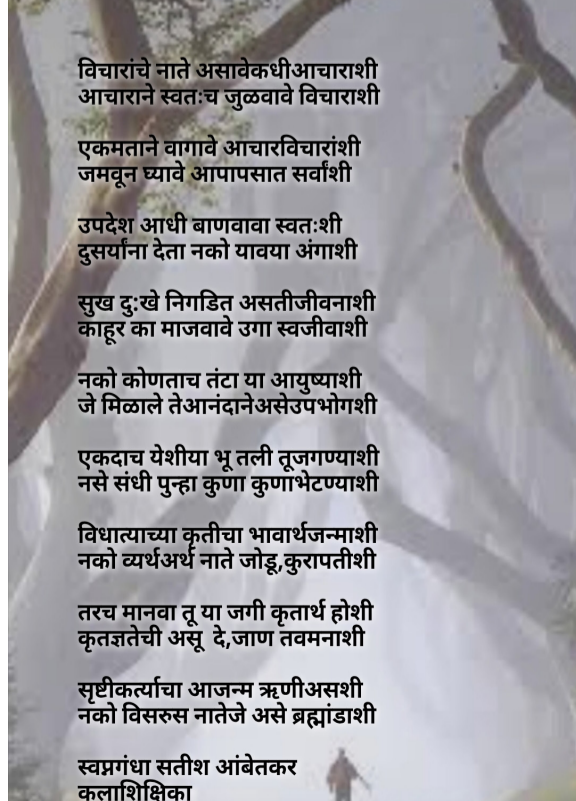 विचारांचे नाते असावेकधीआचाराशी
आचाराने स्वतःच जुळवावे विचाराशी
एकमताने वागावे आचारविचारांशी
जमवून घ्यावे आपापसात सर्वांशी
उपदेश आधी बाणवावा स्वतःशी
दुसर्यांना देता नको यावया अंगाशी
सुख दु:खे निगडित असतीजीवनाशी
काहूर का माजवावे उगा स्वजीवाशी
नको कोणताच तंटा या आयुष्याशी
जे मिळाले तेआनंदानेअसेउपभोगशी
एकदाच येशीया भू तली तूजगण्याशी
नसे संधी पुन्हा कुणा कुणाभेटण्याशी
विधात्याच्या कृतीचा भावार्थजन्माशी
नको व्यर्थअर्थ नाते जोडू,कुरापतीशी
तरच मानवा तू या जगी कृतार्थ होशी
कृतज्ञतेची असू दे,जाण तवमनाशी
सृष्टीकर्त्याचा आजन्म ऋणीअसशी
नको विसरुस नातेजे असे ब्रह्मांडाशी
स्वप्नगंधा सतीश आंबेतकर
कलाशिक्षिका